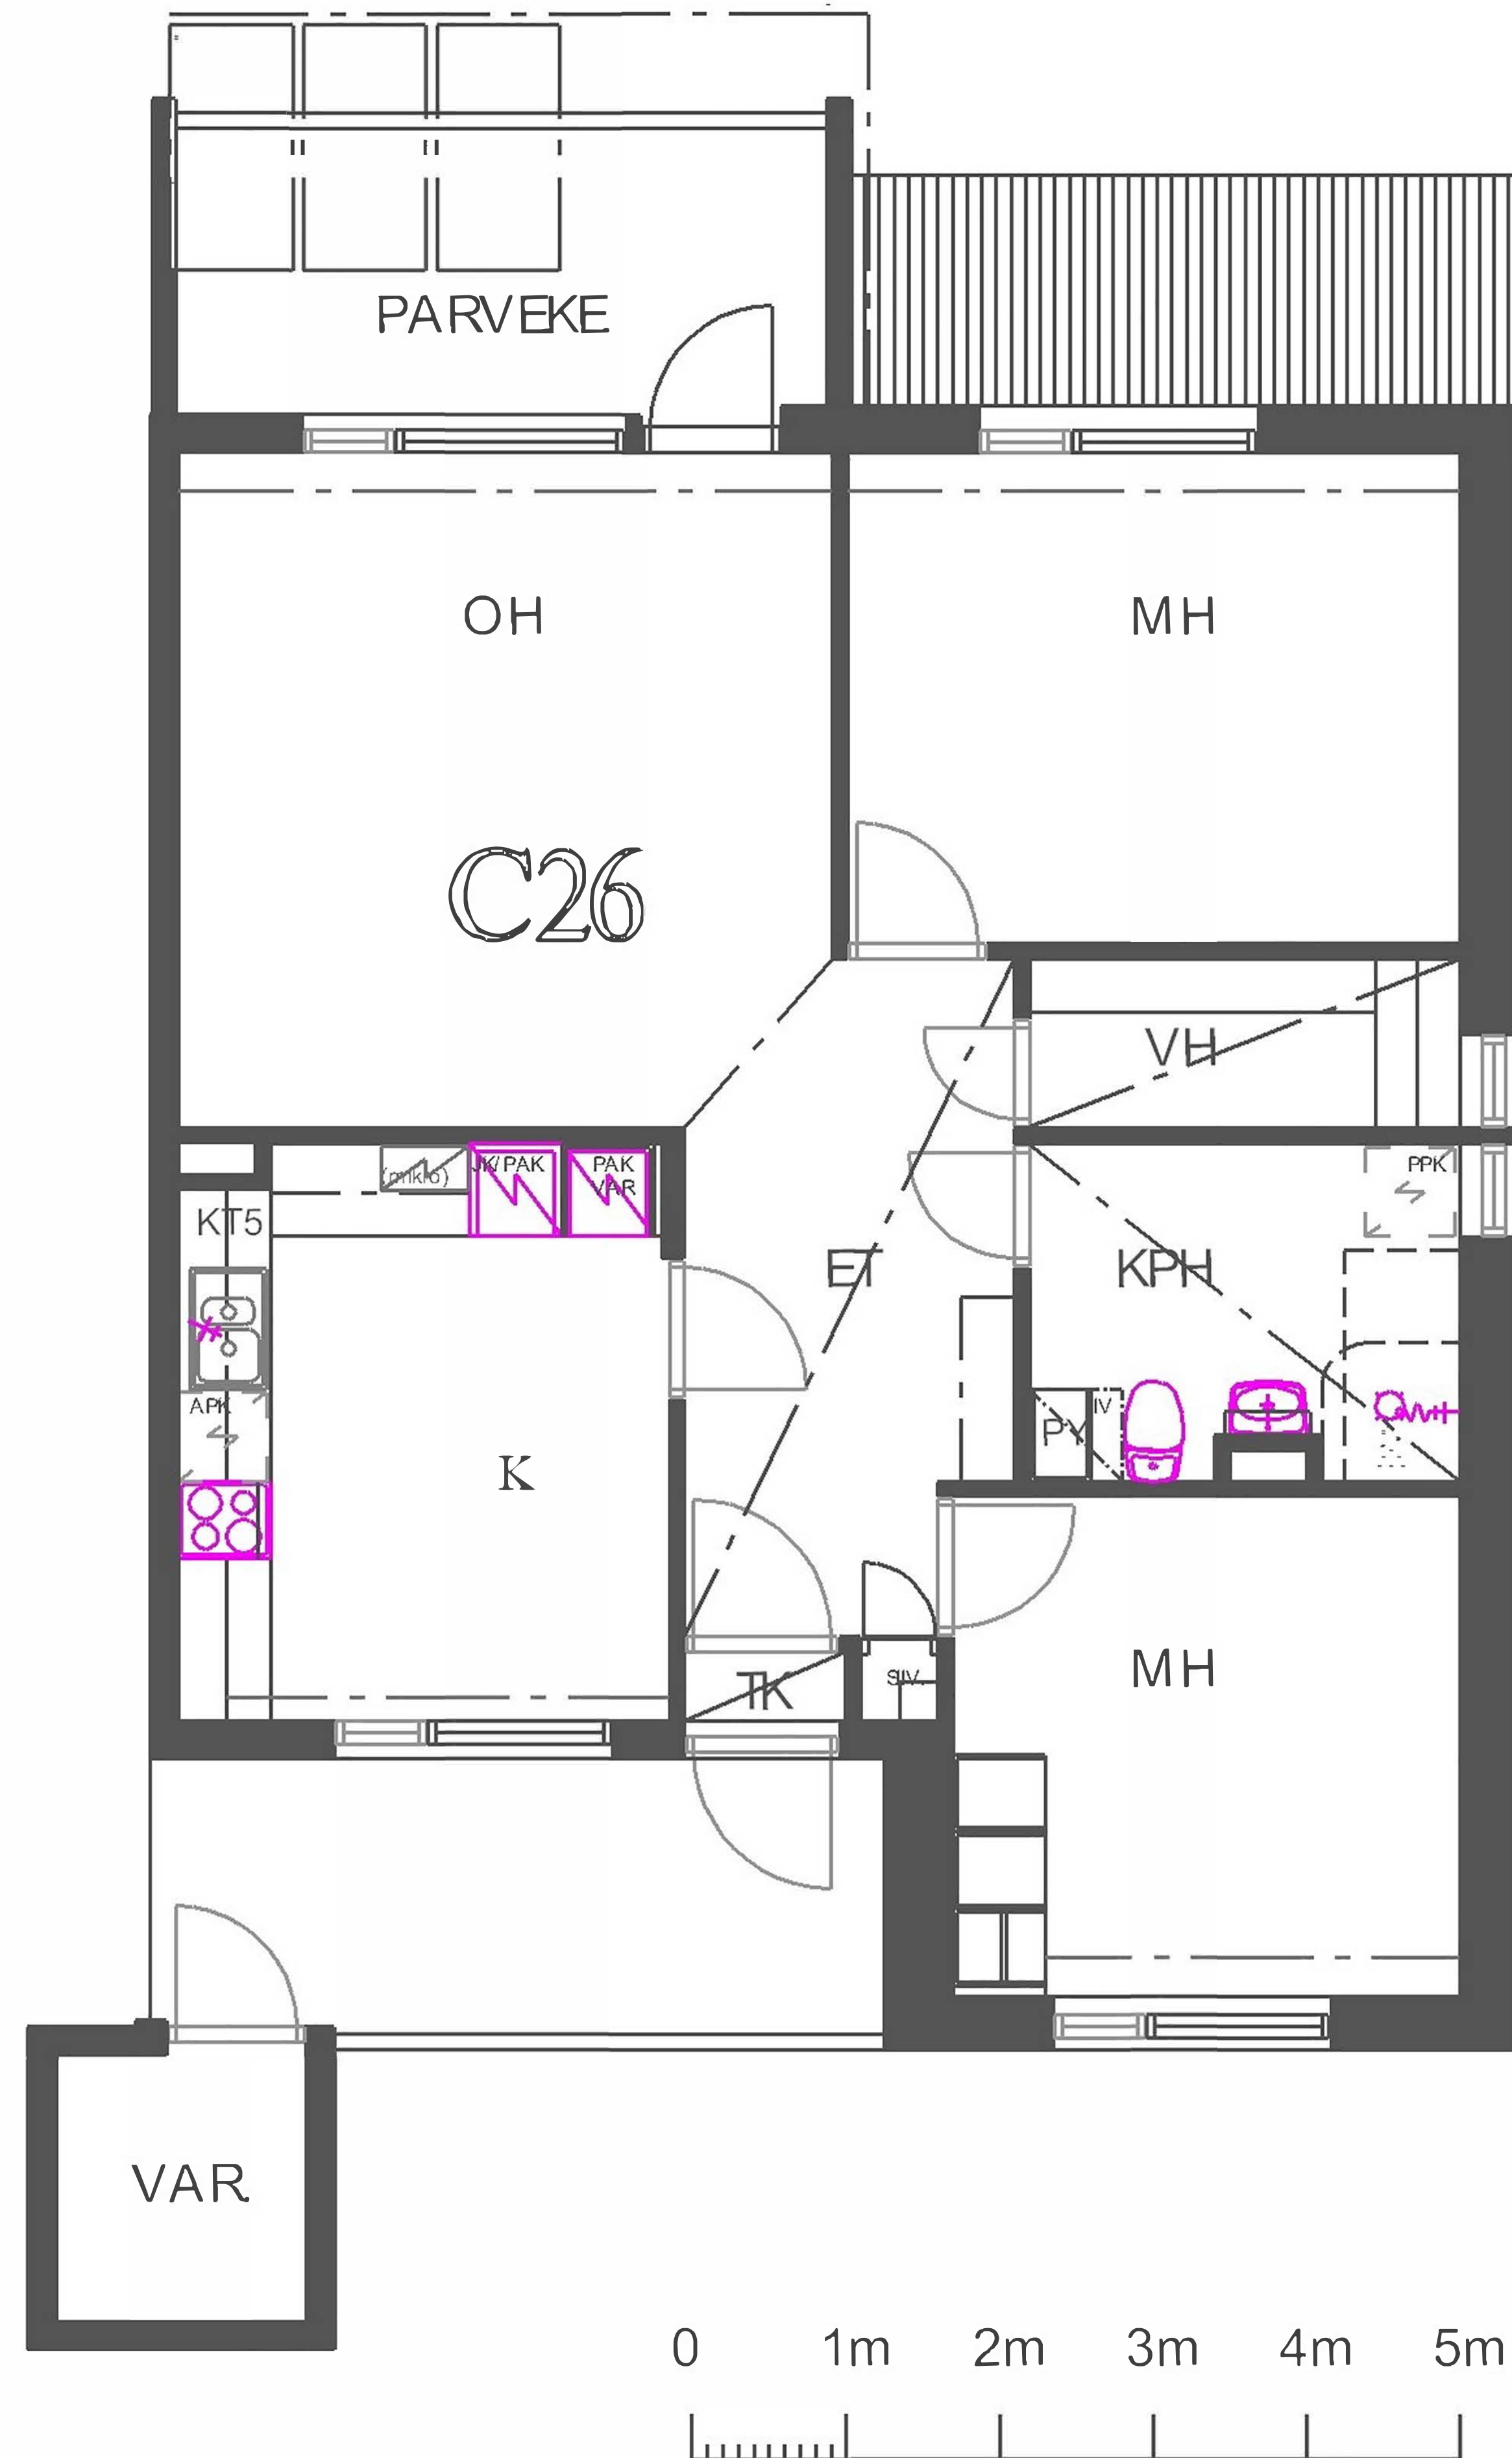 PARVEKE
OH
MH
C26
VH
(mikro)
JK/PAK
PAK
VAR
PPK
KT5
ET
KPH
APK
PY
IV
K
TK
SIV.
MH
VAR
0 1m 2m 3m 4m 5m